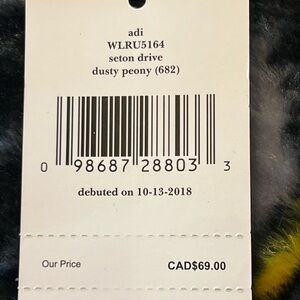 adi
WLRU5164
seton drive
dusty peony (682)
0 98687 28803 3
debuted on 10-13-2018
Our Price CAD$69.00